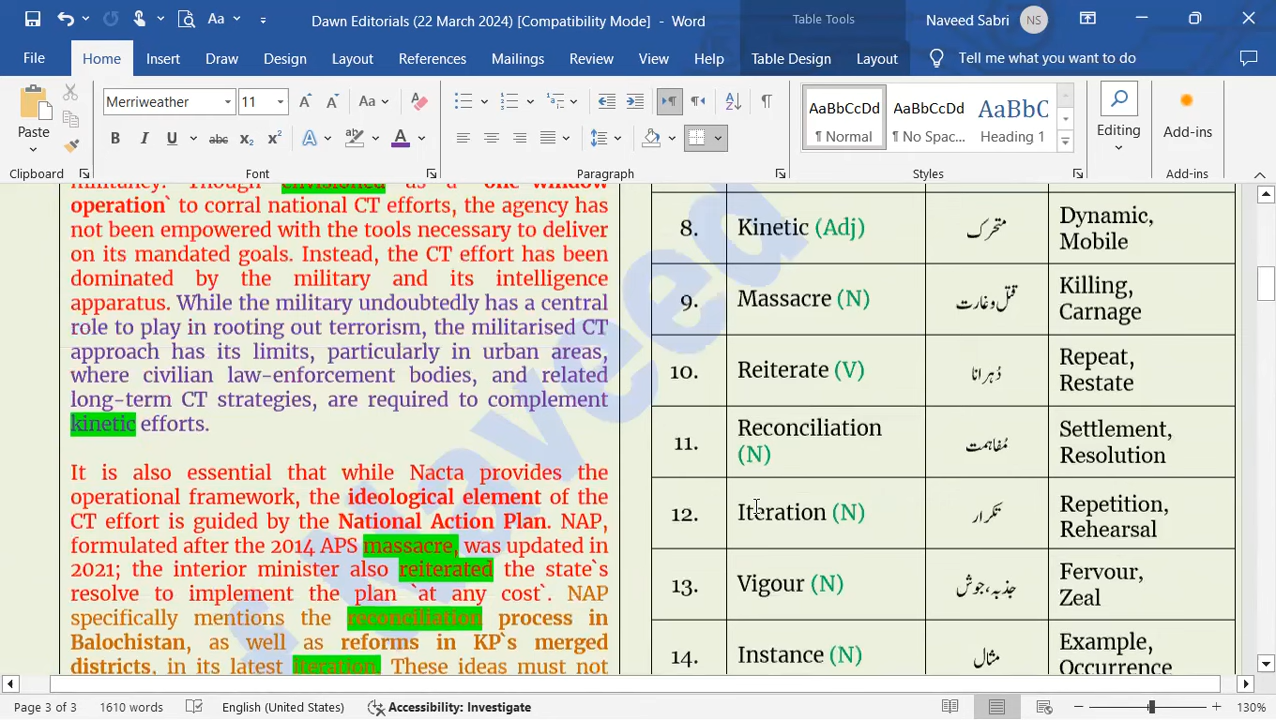 Dawn Editorials (22 March 2024) [Compatibility Mode] - Word
Table Tools
Naveed Sabri
NS
File
Home
Insert
Draw
Design
Layout
References
Mailings
Review
View
Help
Table Design
Layout
Tell me what you want to do
Paste
Merriweather
11
Aa
AaBbCcDd
¶ Normal
AaBbCcDd
¶ No Spac...
AaBbC
Heading 1
Editing
Add-ins
Clipboard
Font
Paragraph
Styles
Add-ins
militancy. Though envisioned as a `one-window
operation` to corral national CT efforts, the agency has
not been empowered with the tools necessary to deliver
on its mandated goals. Instead, the CT effort has been
dominated by the military and its intelligence
apparatus. While the military undoubtedly has a central
role to play in rooting out terrorism, the militarised CT
approach has its limits, particularly in urban areas,
where civilian law-enforcement bodies, and related
long-term CT strategies, are required to complement
kinetic efforts.
It is also essential that while Nacta provides the
operational framework, the ideological element of the
CT effort is guided by the National Action Plan. NAP,
formulated after the 2014 APS massacre, was updated in
2021; the interior minister also reiterated the state`s
resolve to implement the plan `at any cost`. NAP
specifically mentions the reconciliation process in
Balochistan, as well as reforms in KP`s merged
districts, in its latest iteration. These ideas must not
8. Kinetic (Adj) متحرک Dynamic,
Mobile
9. Massacre (N) قتل و غارت Killing,
Carnage
10. Reiterate (V) دُہرانا Repeat,
Restate
11. Reconciliation
(N) مُفاہمت Settlement,
Resolution
12. Iteration (N) تکرار Repetition,
Rehearsal
13. Vigour (N) جذبہ، جوش Fervour,
Zeal
14. Instance (N) مثال Example,
Occurrence
Naveed
Page 3 of 3
1610 words
English (United States)
Accessibility: Investigate
130%